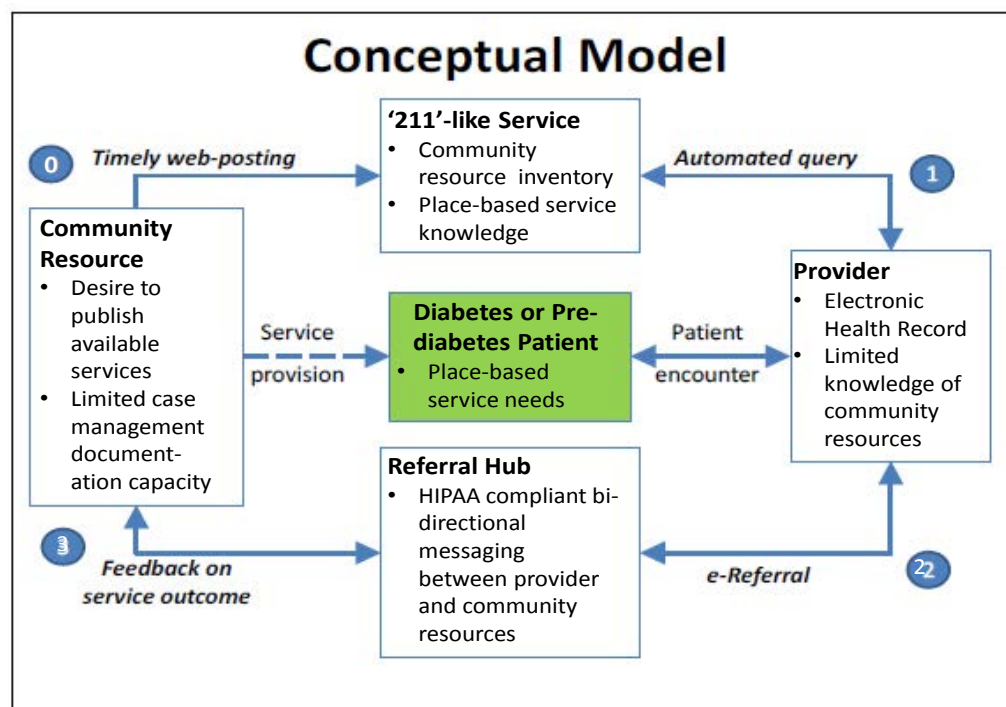 Conceptual Model
‘211’-like Service
• Community
resource inventory
• Place-based service
knowledge
0
Timely web-posting
Automated query
1
Community
Resource
• Desire to
publish
available
services
• Limited case
management
document-
ation capacity
Service
provision
Diabetes or Pre-
diabetes Patient
• Place-based
service needs
Patient
encounter
Provider
• Electronic
Health Record
• Limited
knowledge of
community
resources
Referral Hub
• HIPAA compliant bi-
directional
messaging
between provider
and community
resources
3
Feedback on
service outcome
e-Referral
2